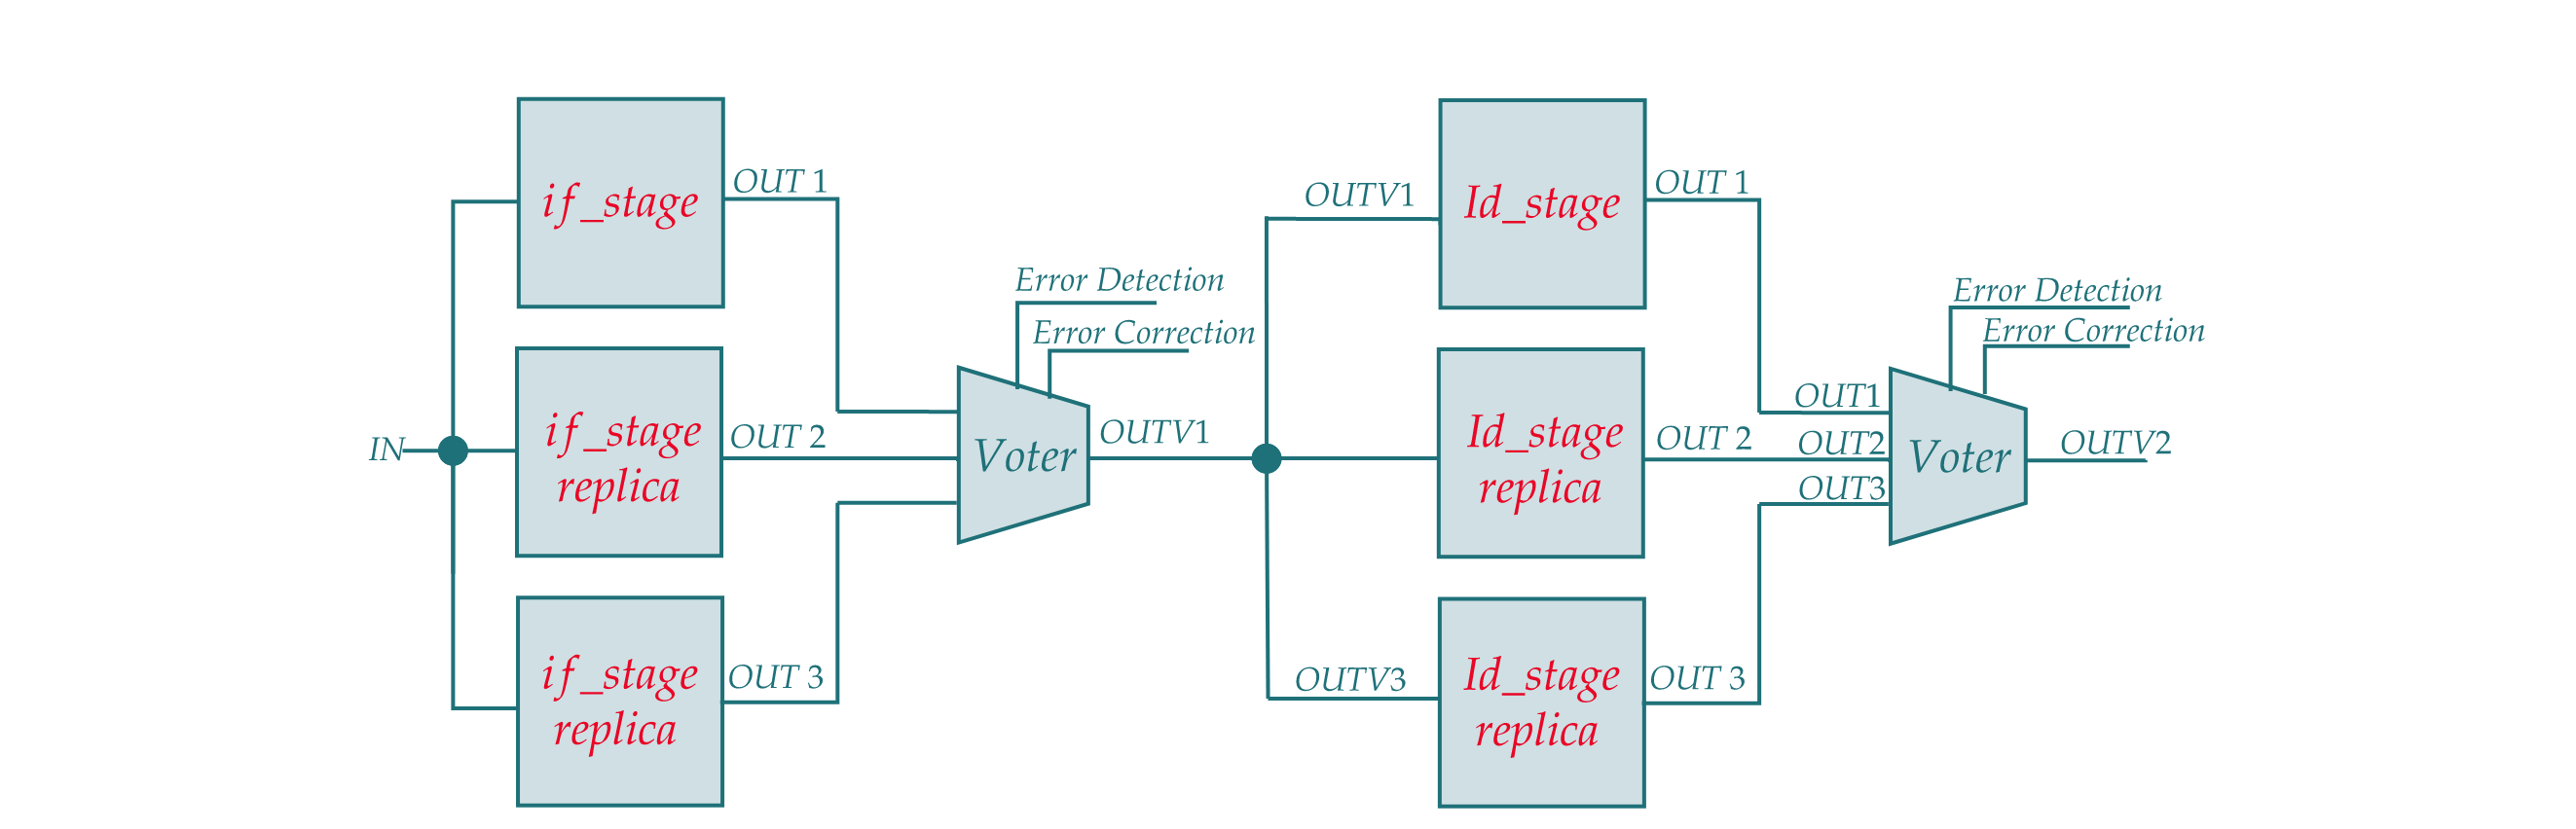 IN
if_stage
OUT 1
if_stage
replica
OUT 2
if_stage
replica
OUT 3
Error Detection
Error Correction
Voter
OUTV1
OUTV1
OUTV3
Id_stage
OUT 1
Id_stage
replica
OUT 2
Id_stage
replica
OUT 3
Error Detection
Error Correction
OUT1
OUT2
OUT3
Voter
OUTV2